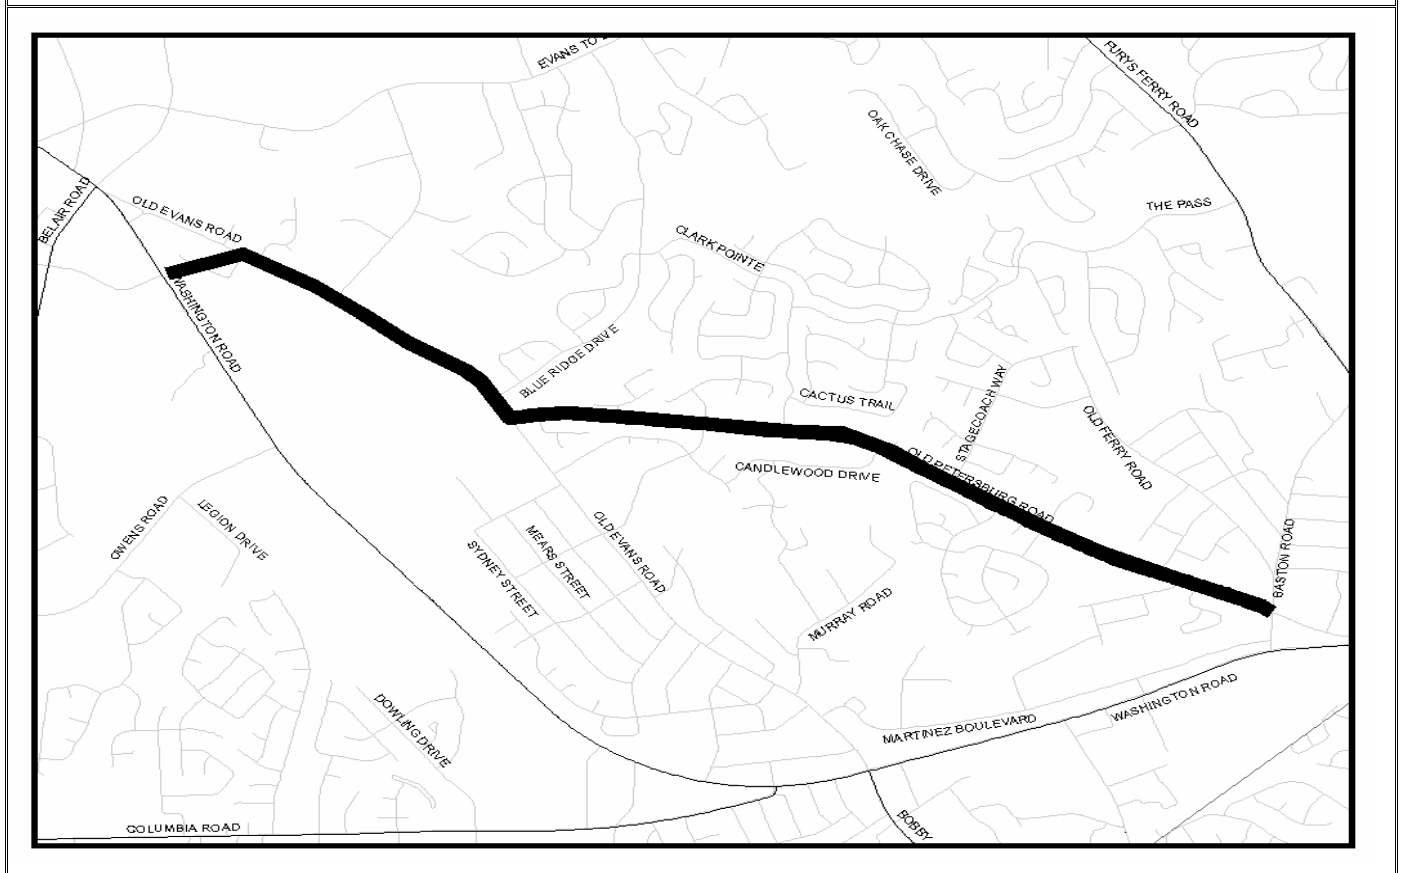 EVANS TO
FURYS FERRY ROAD
OAK CHASE DRIVE
BELAIR ROAD
OLD EVANS ROAD
THE PASS
CLARK POINTE
WASHINGTON ROAD
BLUE RIDGE DRIVE
CACTUS TRAIL
STAGECOACH WAY
OLD FERRY ROAD
CANDLEWOOD DRIVE
OLD PETERSBURG ROAD
OWENS ROAD
LEGION DRIVE
MEARS STREET
SYDNEY STREET
OLD EVANS ROAD
BASTON ROAD
MURRAY ROAD
DOWLING DRIVE
MARTINEZ BOULEVARD
WASHINGTON ROAD
COLUMBIA ROAD
BOBBY